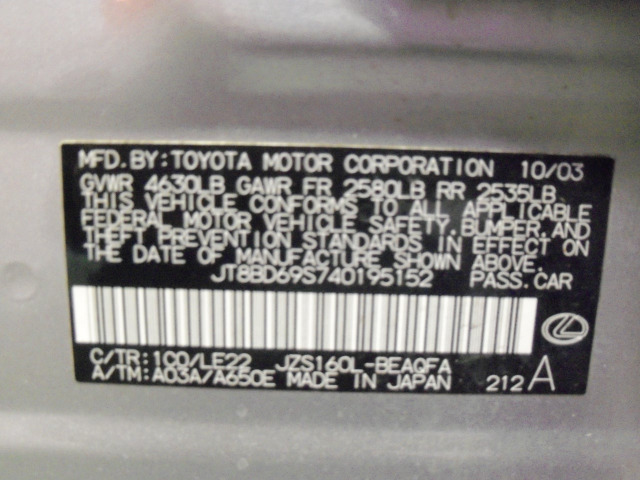 MFD. BY: TOYOTA MOTOR CORPORATION 10/03
GVWR 4630LB GAWR FR 2580LB RR 2535LB
THIS VEHICLE CONFORMS TO ALL APPLICABLE
FEDERAL MOTOR VEHICLE SAFETY, BUMPER, AND
THEFT PREVENTION STANDARDS IN EFFECT ON
THE DATE OF MANUFACTURE SHOWN ABOVE.
JT8BD69S740195152 PASS. CAR
C/TR: 1C0/LE22 JZS160L-BEAQFA
A/TM: A03A/A650E MADE IN JAPAN 212 A